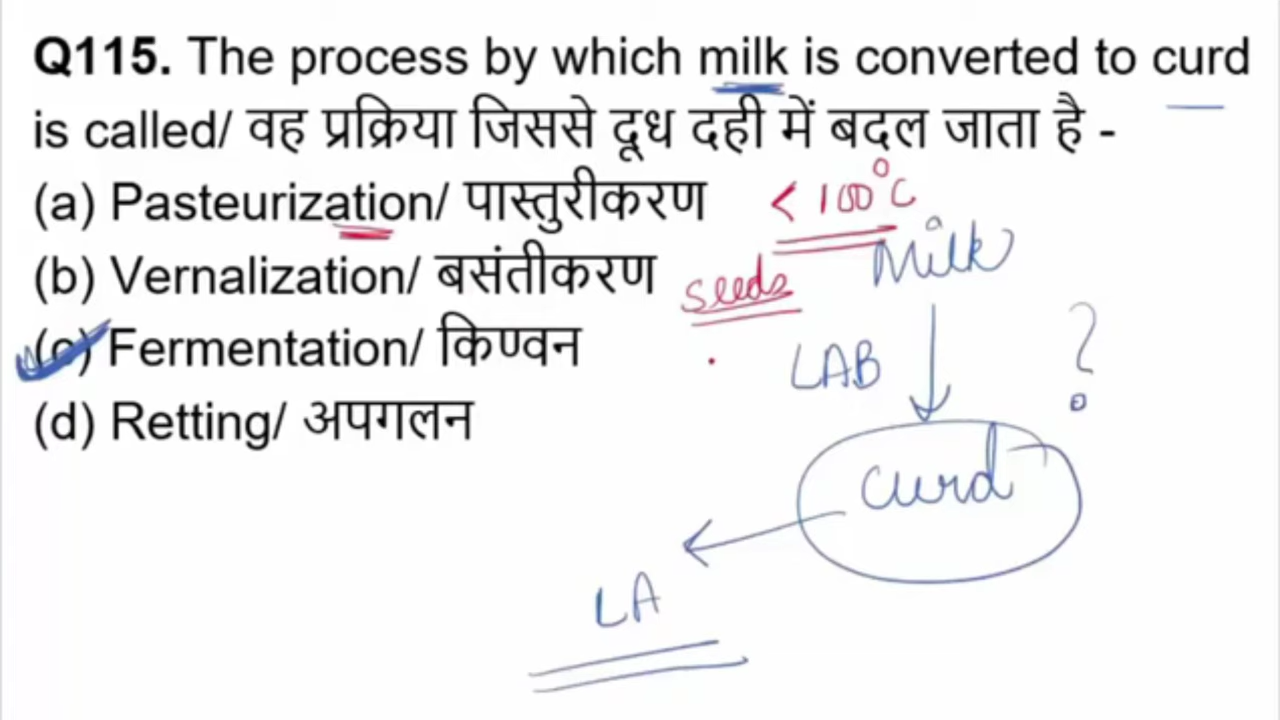 Q115. The process by which milk is converted to curd
is called/ वह प्रक्रिया जिससे दूध दही में बदल जाता है -
(a) Pasteurization/ पास्तुरीकरण < 100°C
Milk
(b) Vernalization/ बसंतीकरण seeds
(c) Fermentation/ किण्वन LAB ?
(d) Retting/ अपगलन
curd
LA